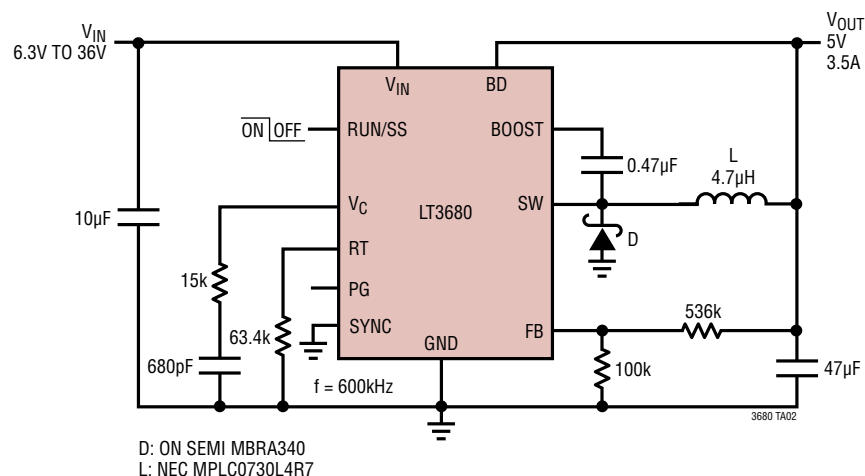 VIN
6.3V TO 36V
VOUT
5V
3.5A
VIN
BD
ON OFF
RUN/SS
BOOST
0.47µF
L
4.7µH
10µF
VC
LT3680
SW
RT
D
15k
PG
63.4k
SYNC
FB
536k
GND
680pF
f = 600kHz
100k
47µF
3680 TA02
D: ON SEMI MBRA340
L: NEC MPLC0730L4R7